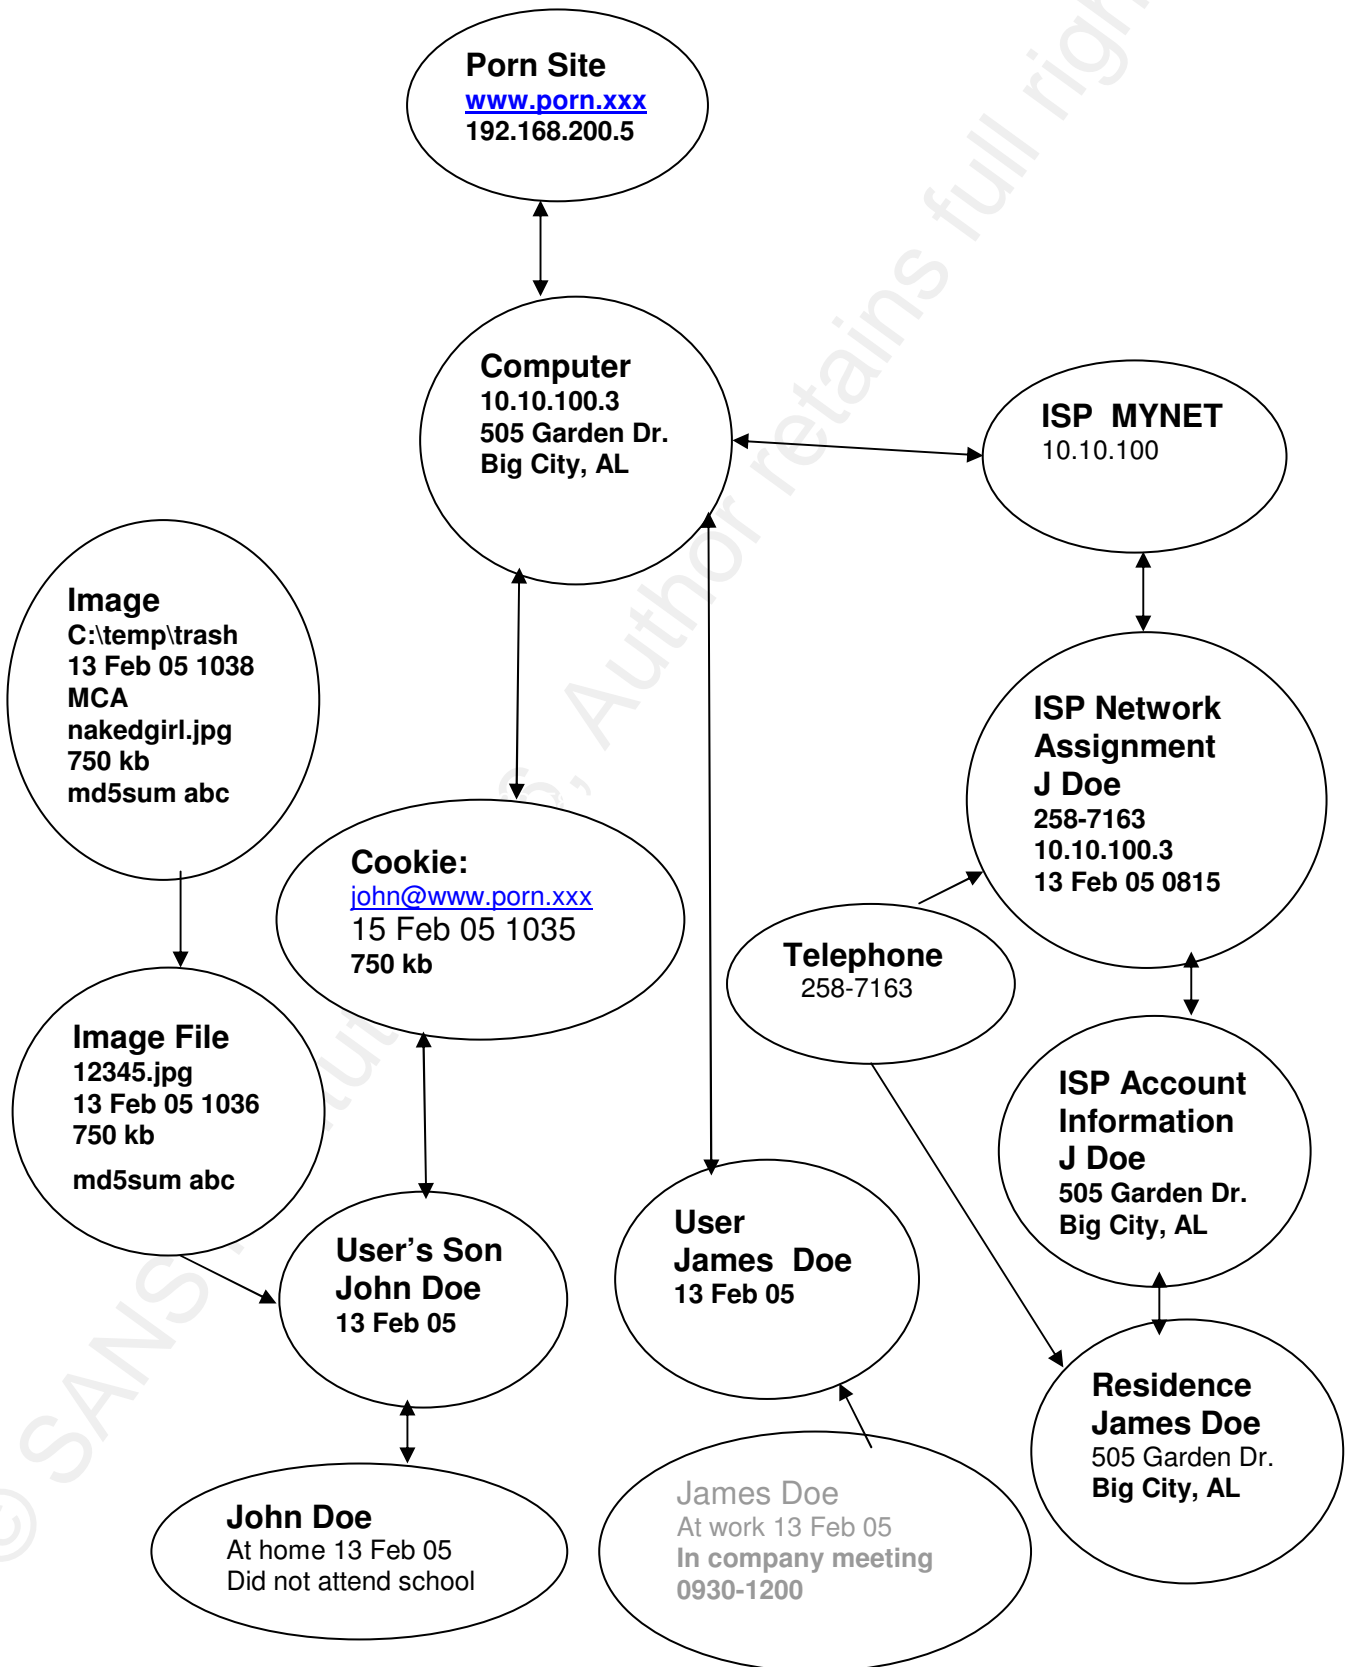 Porn Site
www.porn.xxx
192.168.200.5
Computer
10.10.100.3
505 Garden Dr.
Big City, AL
ISP  MYNET
10.10.100
Image
C:\temp\trash
13 Feb 05 1038
MCA
nakedgirl.jpg
750 kb
md5sum abc
ISP Network
Assignment
J Doe
258-7163
10.10.100.3
13 Feb 05 0815
Cookie:
john@www.porn.xxx
15 Feb 05 1035
750 kb
Telephone
258-7163
Image File
12345.jpg
13 Feb 05 1036
750 kb
md5sum abc
ISP Account
Information
J Doe
505 Garden Dr.
Big City, AL
User's Son
John Doe
13 Feb 05
User
James  Doe
13 Feb 05
Residence
James Doe
505 Garden Dr.
Big City, AL
John Doe
At home 13 Feb 05
Did not attend school
James Doe
At work 13 Feb 05
In company meeting
0930-1200
© SANS , Author retains full